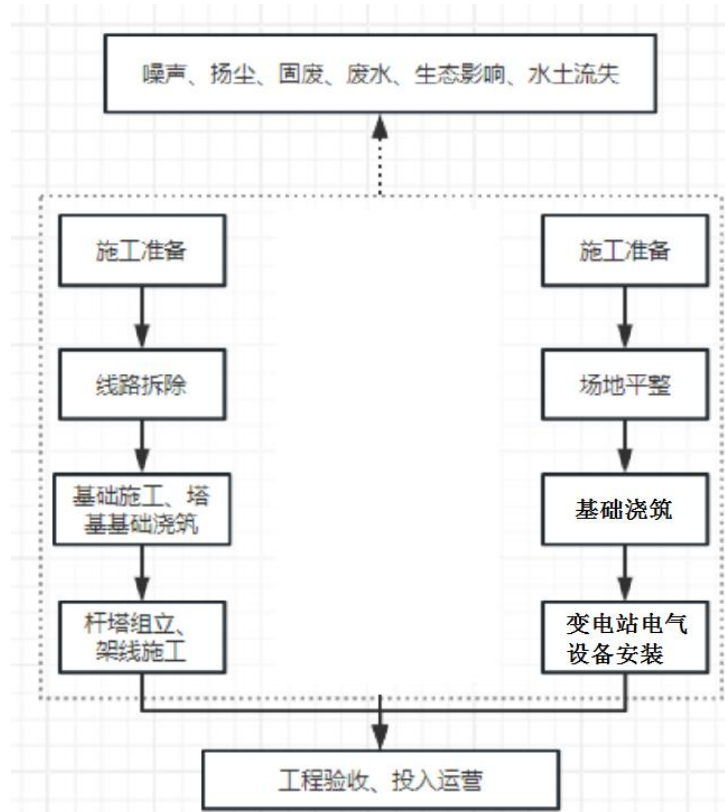 噪声、扬尘、固废、废水、生态影响、水土流失
施工准备
线路拆除
基础施工、塔
基基础浇筑
杆塔组立、
架线施工
施工准备
场地平整
基础浇筑
变电站电气
设备安装
工程验收、投入运营